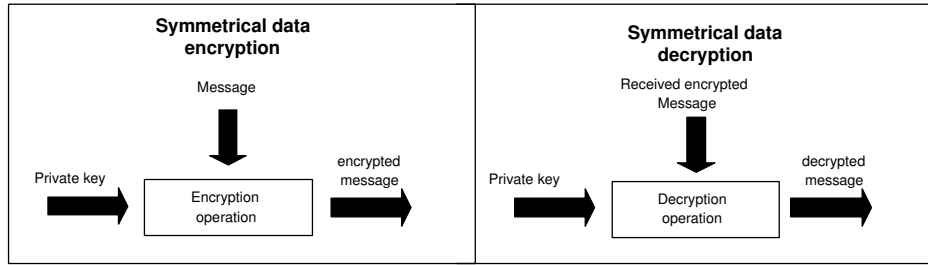 Symmetrical data
encryption
Message
Private key
Encryption
operation
encrypted
message
Symmetrical data
decryption
Received encrypted
Message
Private key
Decryption
operation
decrypted
message